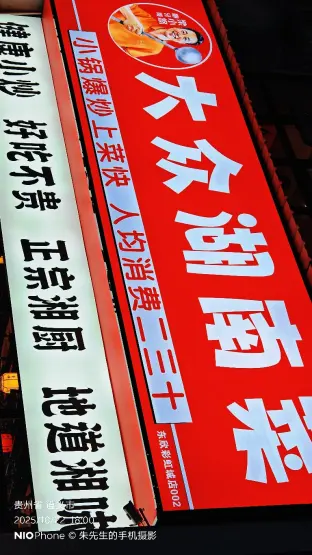 大众湖南菜
小锅爆炒上菜快 人均消费二三十
东欣彩虹城店002
健康小炒 好吃不贵 正宗湘厨 地道湘味
贵州省
NIOPhone © 朱先生的手机摄影